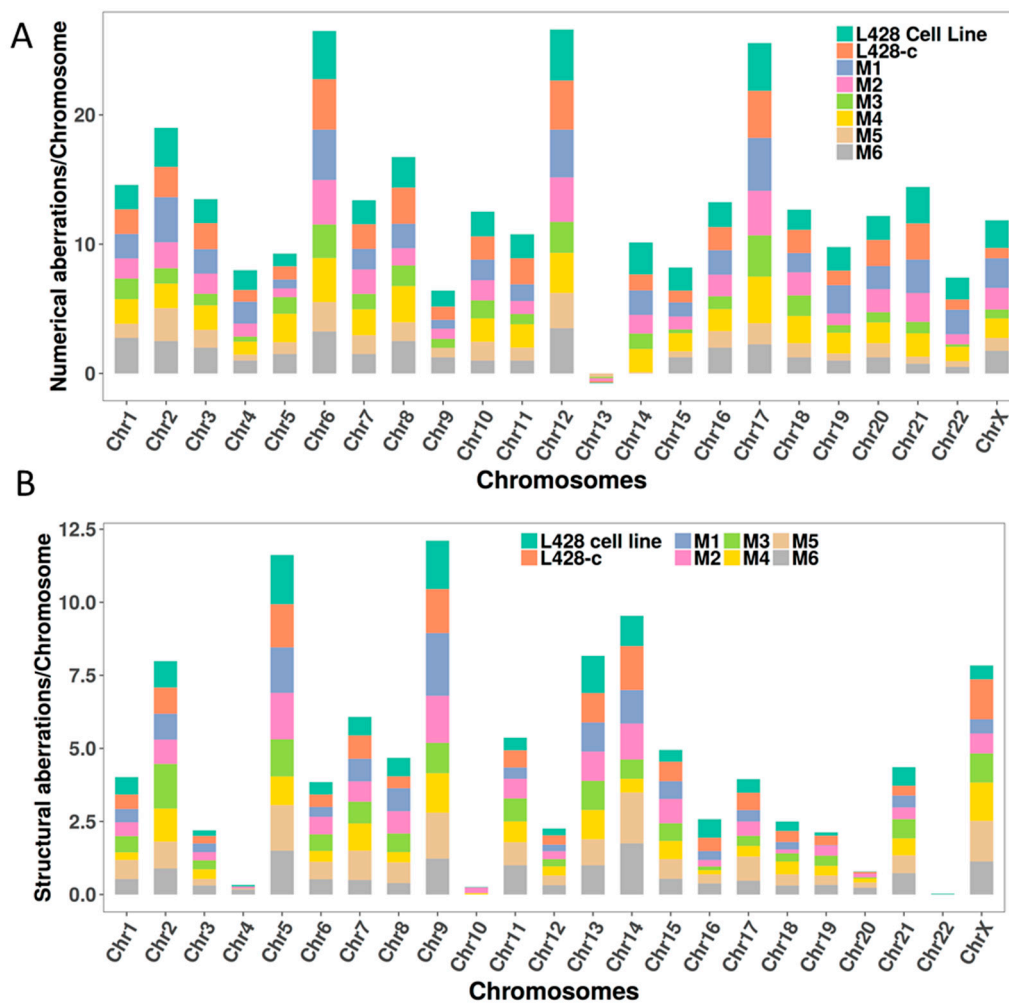 A
Numerical aberrations/Chromosome
20
10
0
L428 Cell Line
L428-c
M1
M2
M3
M4
M5
M6
Chr1
Chr2
Chr3
Chr4
Chr5
Chr6
Chr7
Chr8
Chr9
Chr10
Chr11
Chr12
Chr13
Chr14
Chr15
Chr16
Chr17
Chr18
Chr19
Chr20
Chr21
Chr22
ChrX
Chromosomes
B
Structural aberrations/Chromosome
12.5
10.0
7.5
5.0
2.5
0.0
L428 cell line
L428-c
M1
M2
M3
M4
M5
M6
Chr1
Chr2
Chr3
Chr4
Chr5
Chr6
Chr7
Chr8
Chr9
Chr10
Chr11
Chr12
Chr13
Chr14
Chr15
Chr16
Chr17
Chr18
Chr19
Chr20
Chr21
Chr22
ChrX
Chromosomes